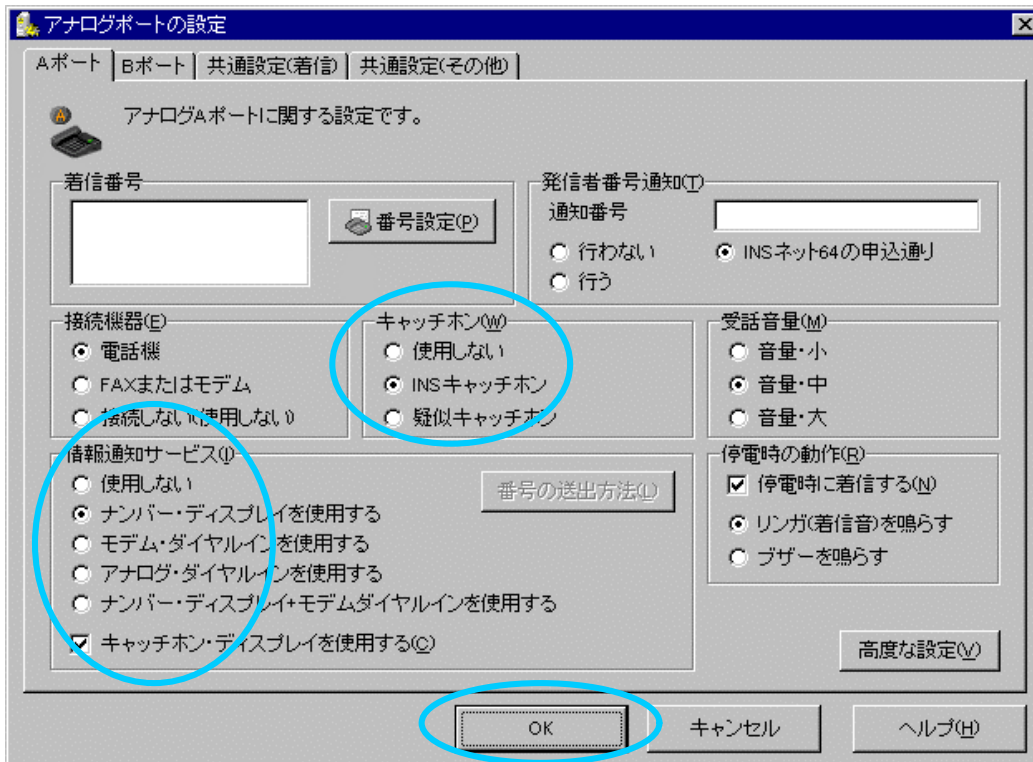 アナログポートの設定
Aポート Bポート 共通設定(着信) 共通設定(その他)
アナログAポートに関する設定です。
着信番号
番号設定(P)
発信者番号通知(T)
通知番号
行わない INSネット64の申込通り
行う
接続機器(E)
電話機
FAXまたはモデム
接続しない(使用しない)
キャッチホン(W)
使用しない
INSキャッチホン
疑似キャッチホン
受話音量(M)
音量・小
音量・中
音量・大
情報通知サービス(I)
使用しない
番号の送出方法(L)
ナンバー・ディスプレイを使用する
モデム・ダイヤルインを使用する
アナログ・ダイヤルインを使用する
ナンバー・ディスプレイ+モデムダイヤルインを使用する
キャッチホン・ディスプレイを使用する(C)
停電時の動作(R)
停電時に着信する(N)
リンガ(着信音)を鳴らす
ブザーを鳴らす
高度な設定(V)
OK キャンセル ヘルプ(H)